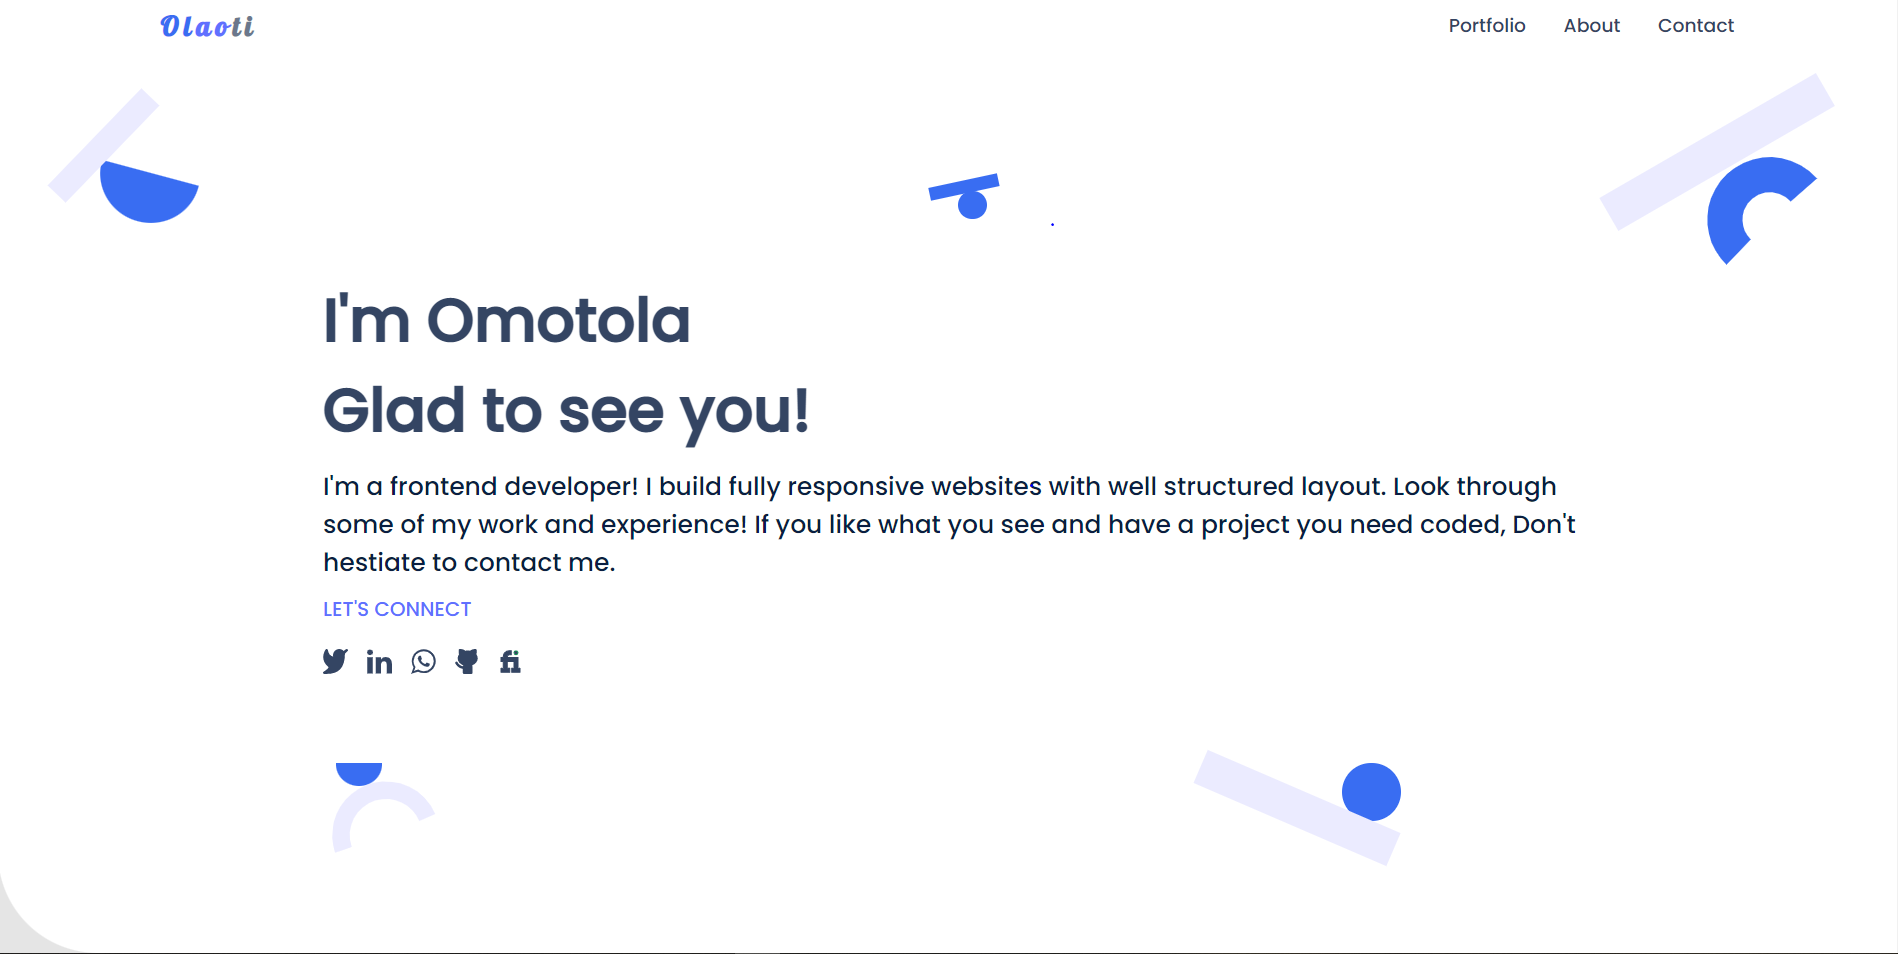 Olaoti
Portfolio About Contact
I'm Omotola
Glad to see you!
I'm a frontend developer! I build fully responsive websites with well structured layout. Look through
some of my work and experience! If you like what you see and have a project you need coded, Don't
hestiate to contact me.
LET'S CONNECT